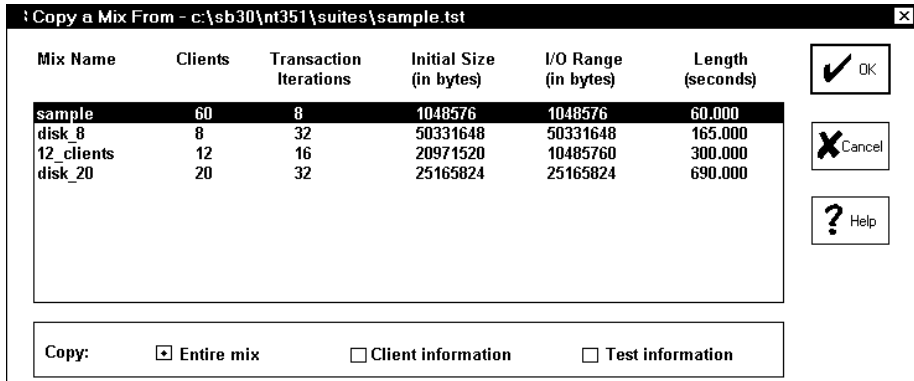 Copy a Mix From - c:\sb30\nt351\suites\sample.tst
Mix Name Clients Transaction Iterations Initial Size (in bytes) I/O Range (in bytes) Length (seconds)
sample 60 8 1048576 1048576 60.000
disk_8 8 32 50331648 50331648 165.000
12_clients 12 16 20971520 10485760 300.000
disk_20 20 32 25165824 25165824 690.000
OK
Cancel
? Help
Copy: Entire mix Client information Test information